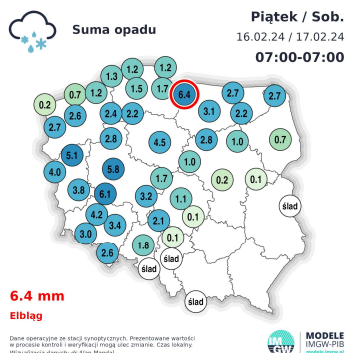 Suma opadu
Piątek / Sob.
16.02.24 / 17.02.24
07:00-07:00
1.3
1.2
1.2
0.7
1.2
1.5
1.7
6.4
2.7
2.7
0.2
2.6
2.4
2.2
3.1
2.2
2.7
2.8
4.5
2.8
1.0
0.7
5.1
5.8
1.0
4.0
3.8
6.1
3.2
1.7
0.2
0.1
1.1
4.2
3.4
2.1
0.1
ślad
3.0
2.6
1.8
0.1
ślad
ślad
ślad
6.4 mm
Elbląg
Dane operacyjne ze stacji synoptycznych. Prezentowane wartości
w procesie kontroli i weryfikacji mogą ulec zmianie. Czas lokalny.
IM
GW
MODELE
IMGW-PIB